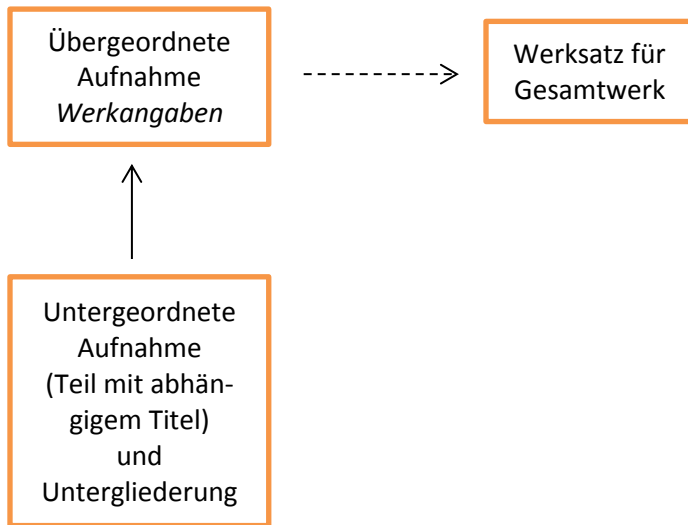 Übergeordnete
Aufnahme
Werkangaben
Werksatz für
Gesamtwerk
Untergeordnete
Aufnahme
(Teil mit abhän-
gigem Titel)
und
Untergliederung